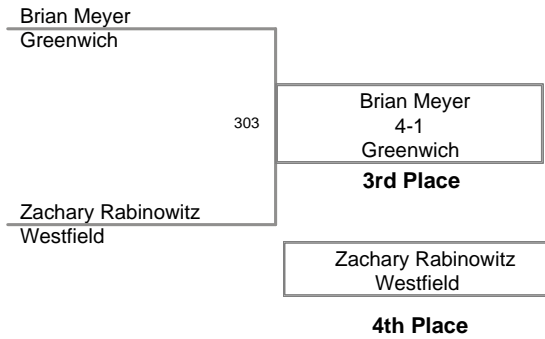 Brian Meyer
Greenwich
303
Brian Meyer
4-1
Greenwich
3rd Place
Zachary Rabinowitz
Westfield
Zachary Rabinowitz
Westfield
4th Place